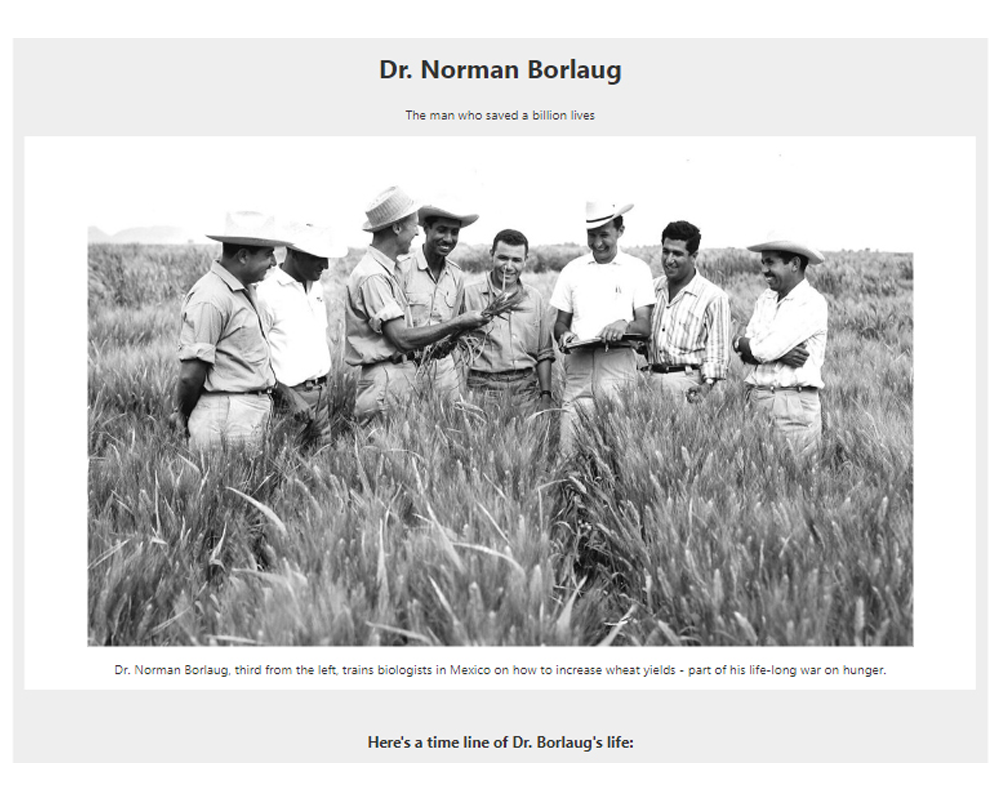 Dr. Norman Borlaug
The man who saved a billion lives
Dr. Norman Borlaug, third from the left, trains biologists in Mexico on how to increase wheat yields - part of his life-long war on hunger.
Here's a time line of Dr. Borlaug's life: